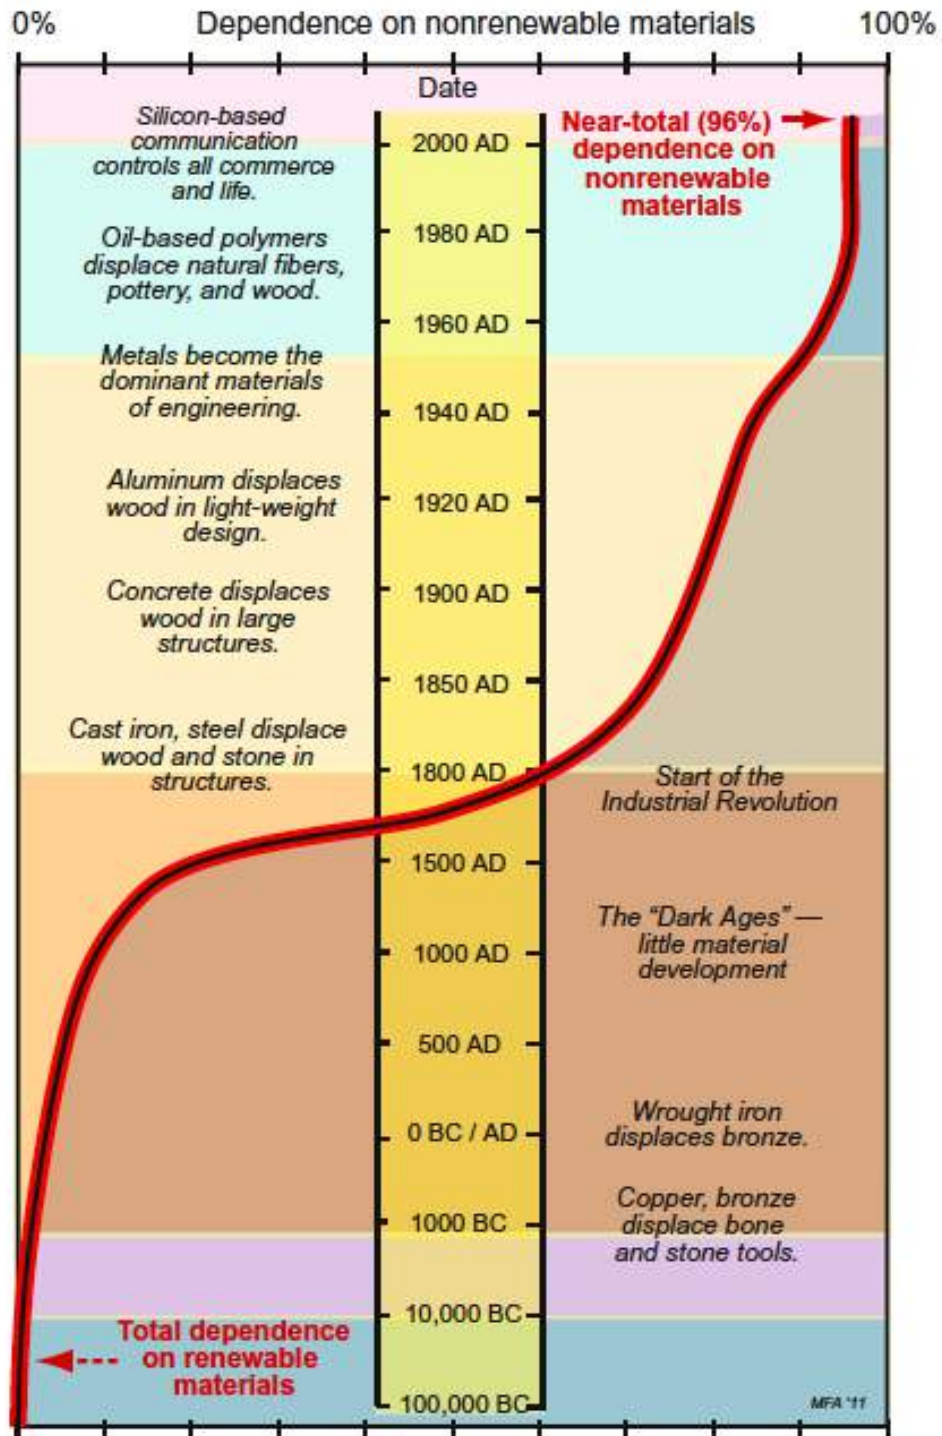 0% Dependence on nonrenewable materials 100%
Date
Silicon-based
communication
controls all commerce
and life.
Near-total (96%)
dependence on
nonrenewable
materials
2000 AD
Oil-based polymers
displace natural fibers,
pottery, and wood.
1980 AD
1960 AD
Metals become the
dominant materials
of engineering.
1940 AD
Aluminum displaces
wood in light-weight
design.
1920 AD
Concrete displaces
wood in large
structures.
1900 AD
1850 AD
Cast iron, steel displace
wood and stone in
structures.
1800 AD
Start of the
Industrial Revolution
1500 AD
The “Dark Ages” —
little material
development
1000 AD
500 AD
0 BC / AD
Wrought iron
displaces bronze.
1000 BC
Copper, bronze
displace bone
and stone tools.
10,000 BC
Total dependence
on renewable
materials
100,000 BC
MFA '11